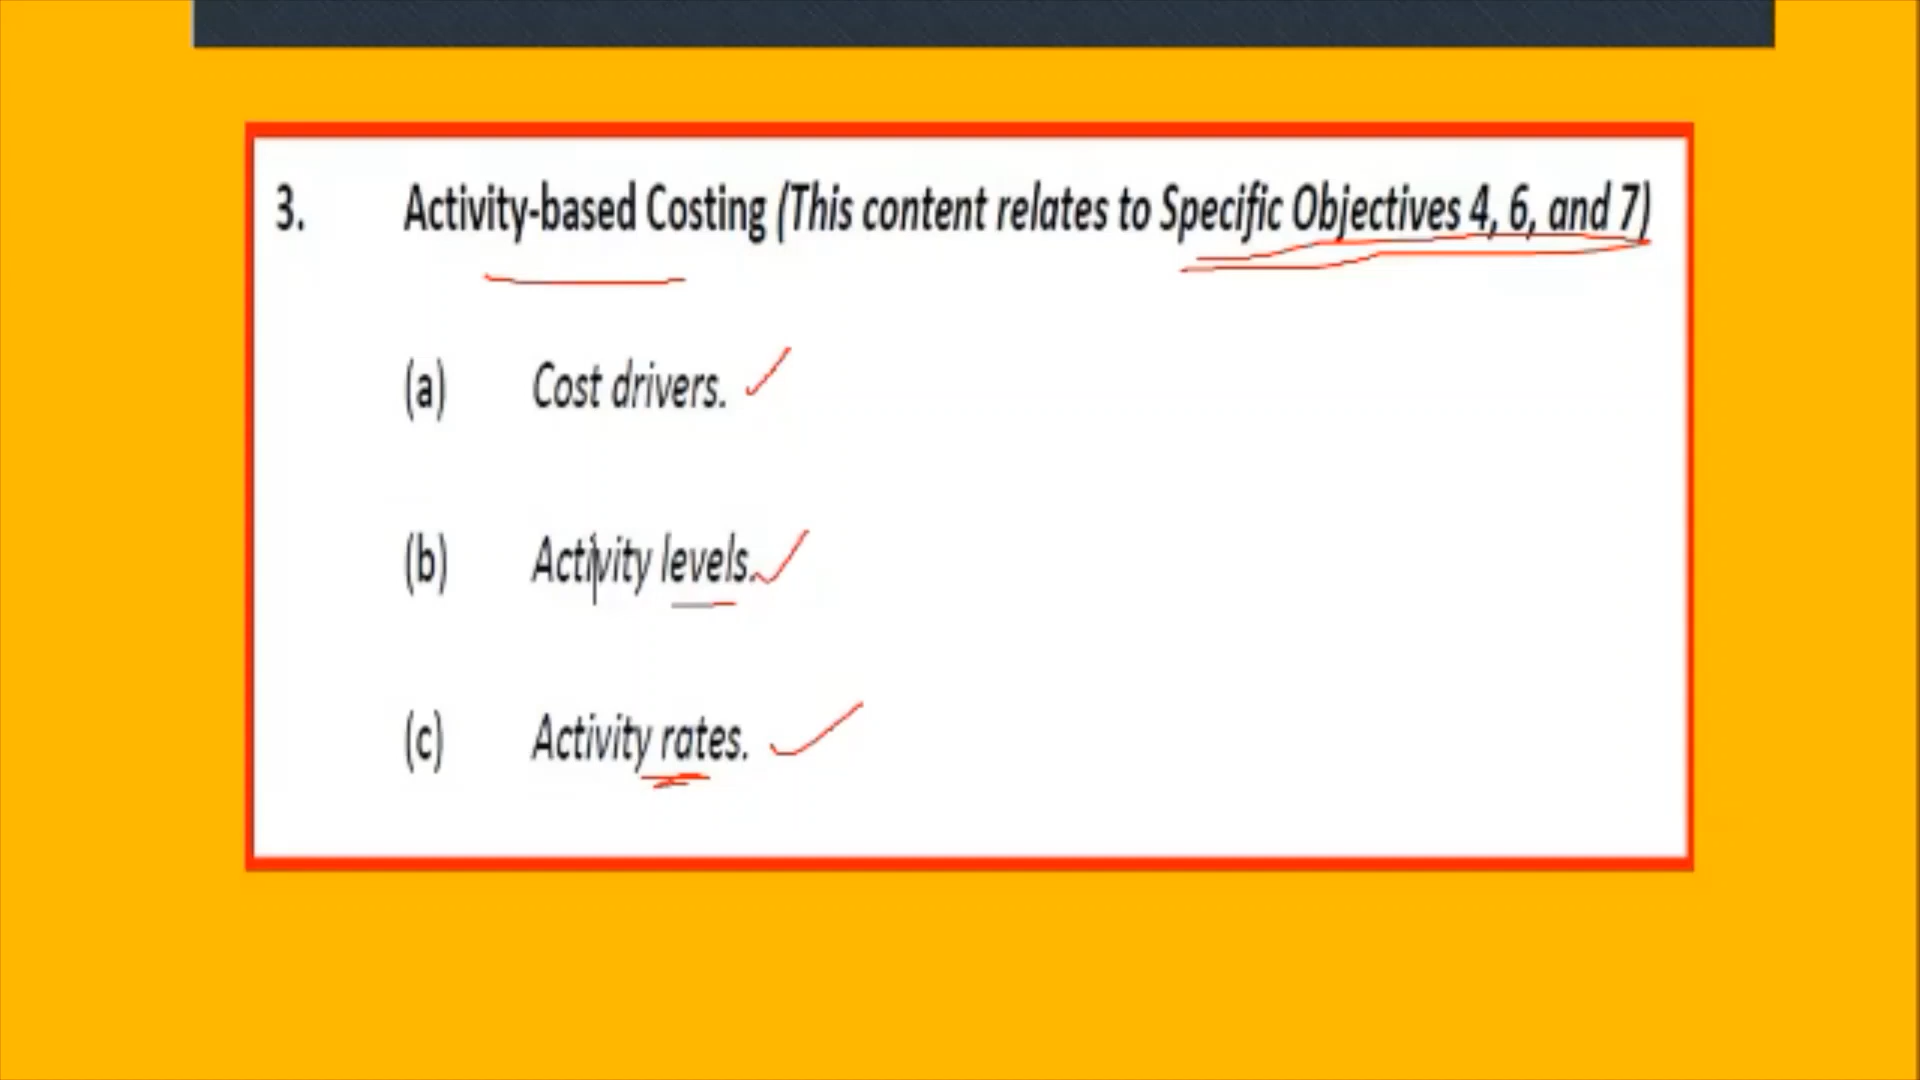 3. Activity-based Costing (This content relates to Specific Objectives 4, 6, and 7)
(a) Cost drivers.
(b) Activity levels.
(c) Activity rates.